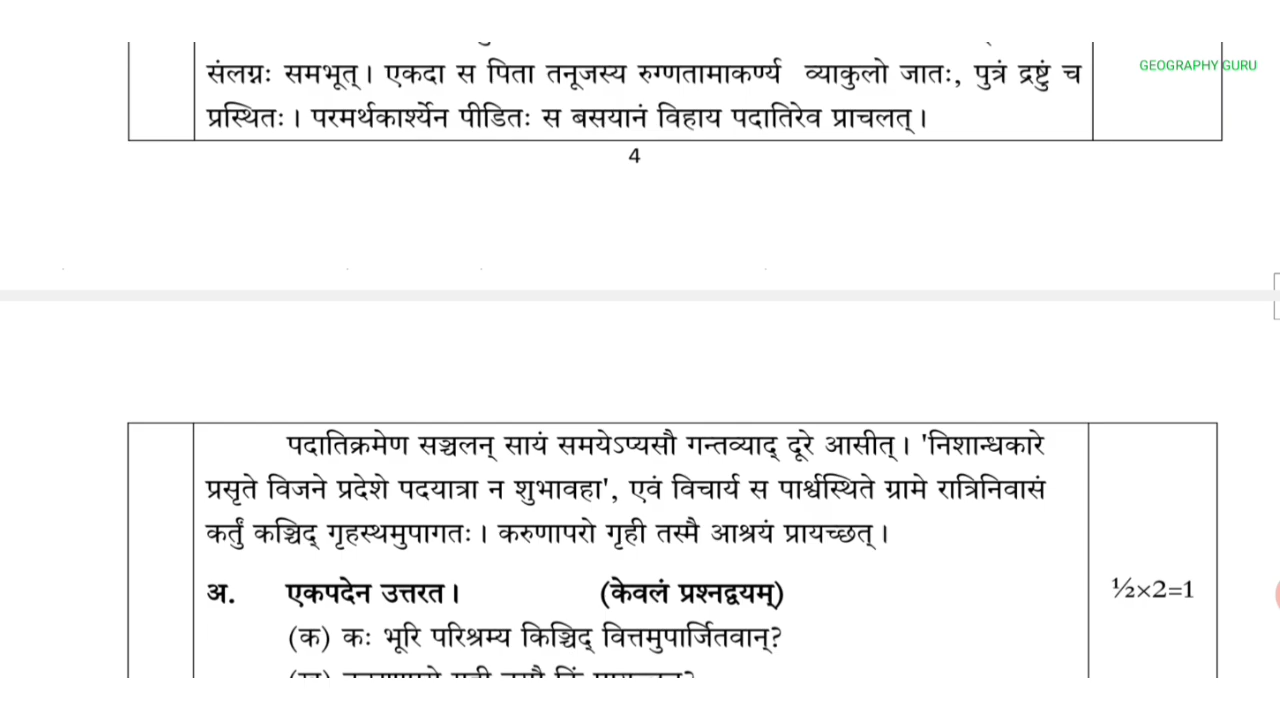 संलग्नः समभूत्। एकदा स पिता तनूजस्य रुग्णतामाकर्ण्य व्याकुलो जातः, पुत्रं द्रष्टुं च
GEOGRAPHY GURU
प्रस्थितः। परमर्थकार्श्येन पीडितः स बसयानं विहाय पदातिरेव प्राचलत्।
4
पदातिक्रमेण सञ्चलन् सायं समयेऽप्यसौ गन्तव्याद् दूरे आसीत्। 'निशान्धकारे
प्रसृते विजने प्रदेशे पदयात्रा न शुभावहा', एवं विचार्य स पार्श्वस्थिते ग्रामे रात्रिनिवासं
कर्तुं कञ्चिद् गृहस्थमुपागतः। करुणापरो गृही तस्मै आश्रयं प्रायच्छत्।
अ. एकपदेन उत्तरत। (केवलं प्रश्नद्वयम्) ½×2=1
(क) कः भूरि परिश्रम्य किञ्चिद् वित्तमुपार्जितवान्?